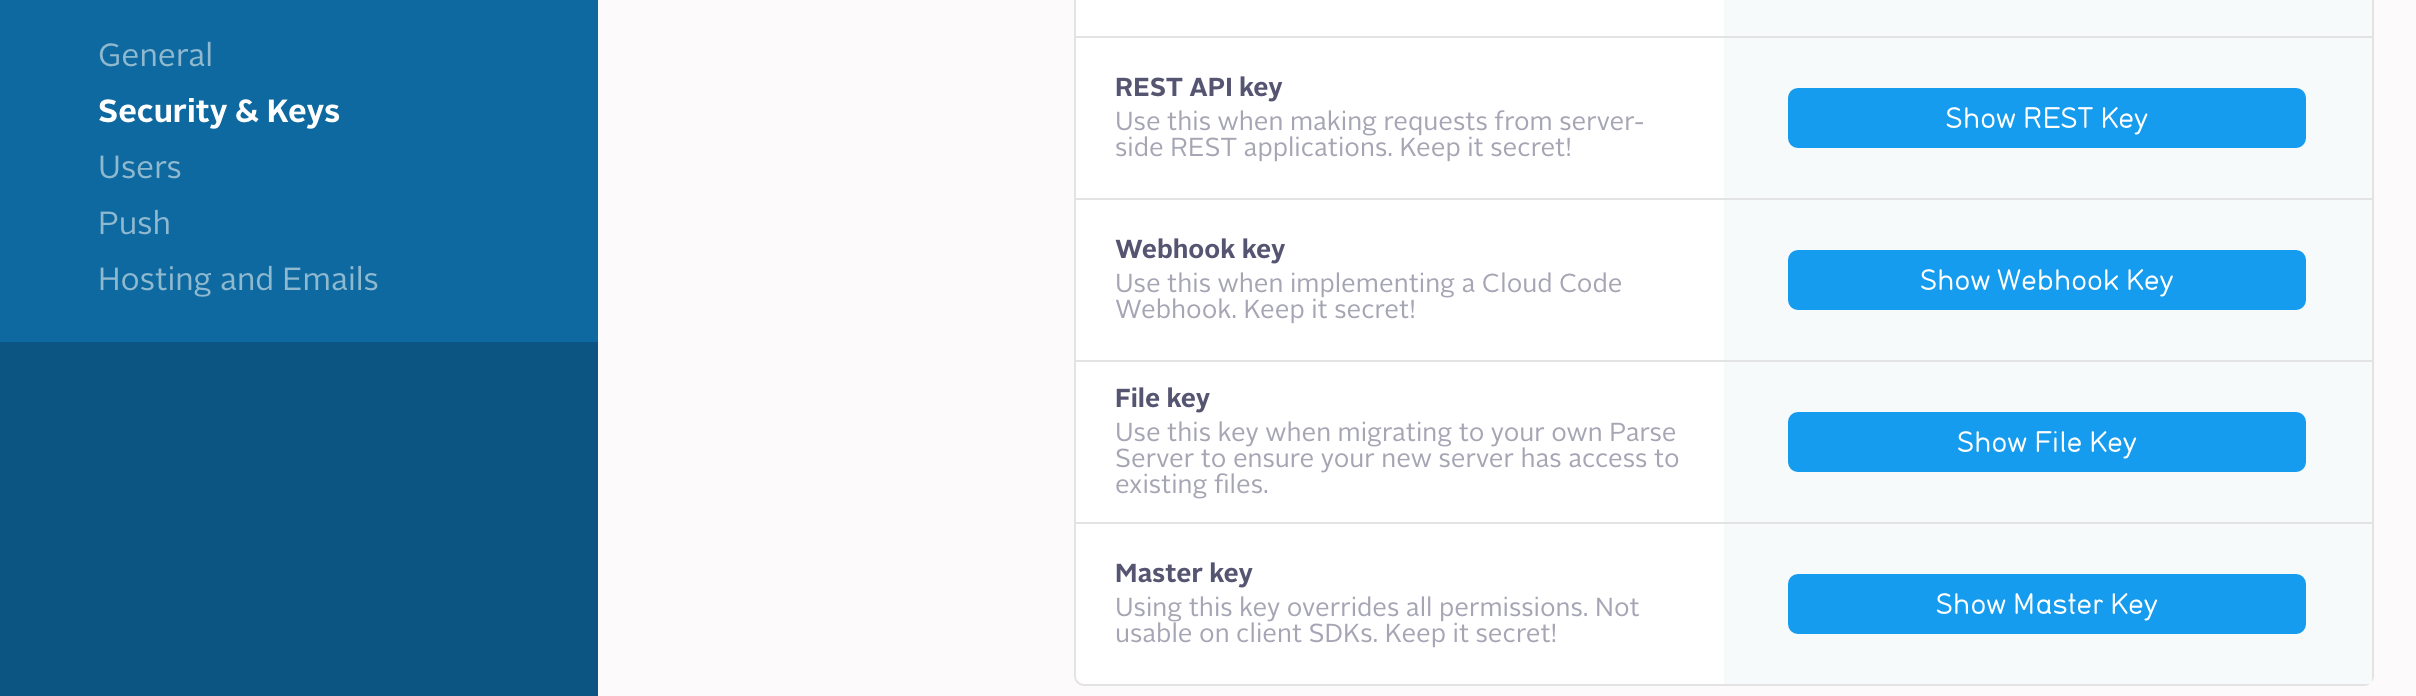 General
Security & Keys
Users
Push
Hosting and Emails
REST API key
Use this when making requests from server-
side REST applications. Keep it secret!
Show REST Key
Webhook key
Use this when implementing a Cloud Code
Webhook. Keep it secret!
Show Webhook Key
File key
Use this key when migrating to your own Parse
Server to ensure your new server has access to
existing files.
Show File Key
Master key
Using this key overrides all permissions. Not
usable on client SDKs. Keep it secret!
Show Master Key